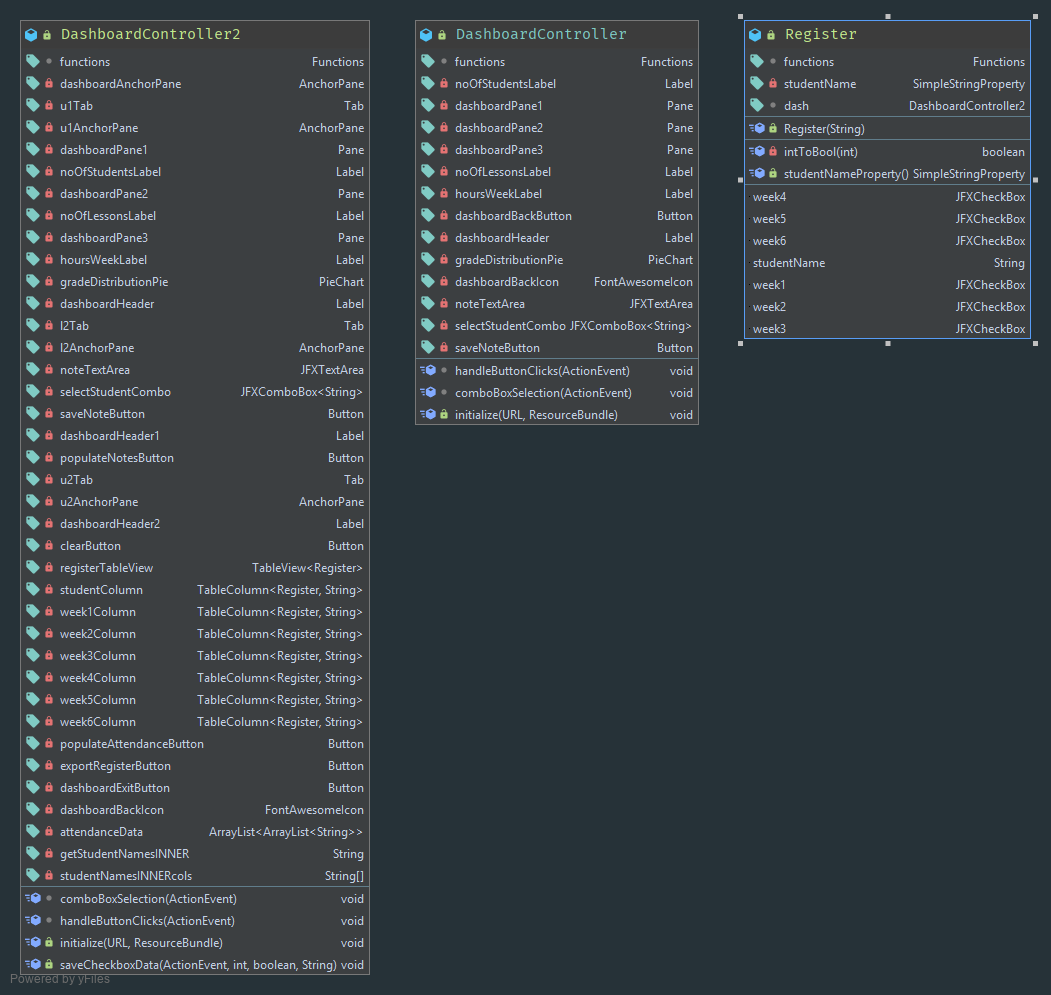 DashboardController2
functions Functions
dashboardAnchorPane AnchorPane
u1Tab Tab
u1AnchorPane AnchorPane
dashboardPane1 Pane
noOfStudentsLabel Label
dashboardPane2 Pane
noOfLessonsLabel Label
dashboardPane3 Pane
hoursWeekLabel Label
gradeDistributionPie PieChart
dashboardHeader Label
l2Tab Tab
l2AnchorPane AnchorPane
noteTextArea JFXTextArea
selectStudentCombo JFXComboBox<String>
saveNoteButton Button
dashboardHeader1 Label
populateNotesButton Button
u2Tab Tab
u2AnchorPane AnchorPane
dashboardHeader2 Label
clearButton Button
registerTableView TableView<Register>
studentColumn TableColumn<Register, String>
week1Column TableColumn<Register, String>
week2Column TableColumn<Register, String>
week3Column TableColumn<Register, String>
week4Column TableColumn<Register, String>
week5Column TableColumn<Register, String>
week6Column TableColumn<Register, String>
populateAttendanceButton Button
exportRegisterButton Button
dashboardExitButton Button
dashboardBackIcon FontAwesomeIcon
attendanceData ArrayList<ArrayList<String>>
getStudentNamesINNER String
studentNamesINNERcols String[]
comboBoxSelection(ActionEvent) void
handleButtonClicks(ActionEvent) void
initialize(URL, ResourceBundle) void
saveCheckboxData(ActionEvent, int, boolean, String) void
DashboardController
functions Functions
noOfStudentsLabel Label
dashboardPane1 Pane
dashboardPane2 Pane
dashboardPane3 Pane
noOfLessonsLabel Label
hoursWeekLabel Label
dashboardBackButton Button
dashboardHeader Label
gradeDistributionPie PieChart
dashboardBackIcon FontAwesomeIcon
noteTextArea JFXTextArea
selectStudentCombo JFXComboBox<String>
saveNoteButton Button
handleButtonClicks(ActionEvent) void
comboBoxSelection(ActionEvent) void
initialize(URL, ResourceBundle) void
Register
functions Functions
studentName SimpleStringProperty
dash DashboardController2
Register(String)
intToBool(int) boolean
studentNameProperty() SimpleStringProperty
week4 JFXCheckBox
week5 JFXCheckBox
week6 JFXCheckBox
studentName String
week1 JFXCheckBox
week2 JFXCheckBox
week3 JFXCheckBox
Powered by yFiles